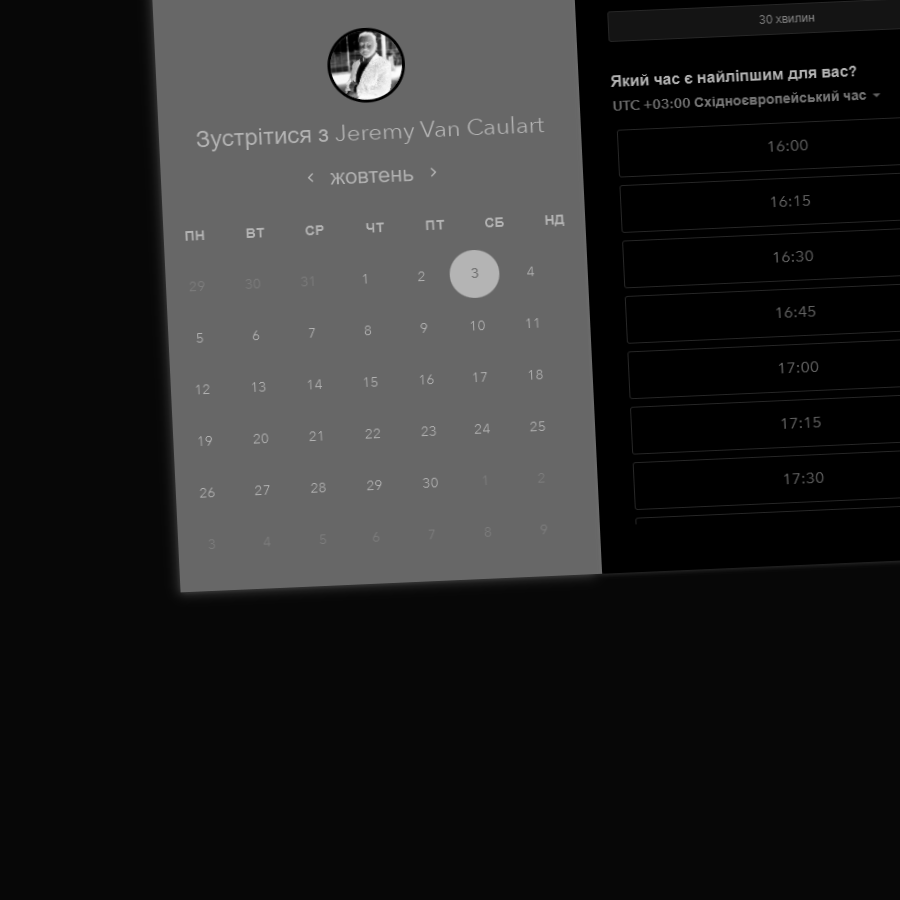 Зустрітися з Jeremy Van Caulart
‹ жовтень ›
ПН ВТ СР ЧТ ПТ СБ НД
29 30 31 1 2 3 4
5 6 7 8 9 10 11
12 13 14 15 16 17 18
19 20 21 22 23 24 25
26 27 28 29 30 1 2
3 4 5 6 7 8 9
30 хвилин
Який час є найліпшим для вас?
UTC +03:00 Східноєвропейський час
16:00
16:15
16:30
16:45
17:00
17:15
17:30